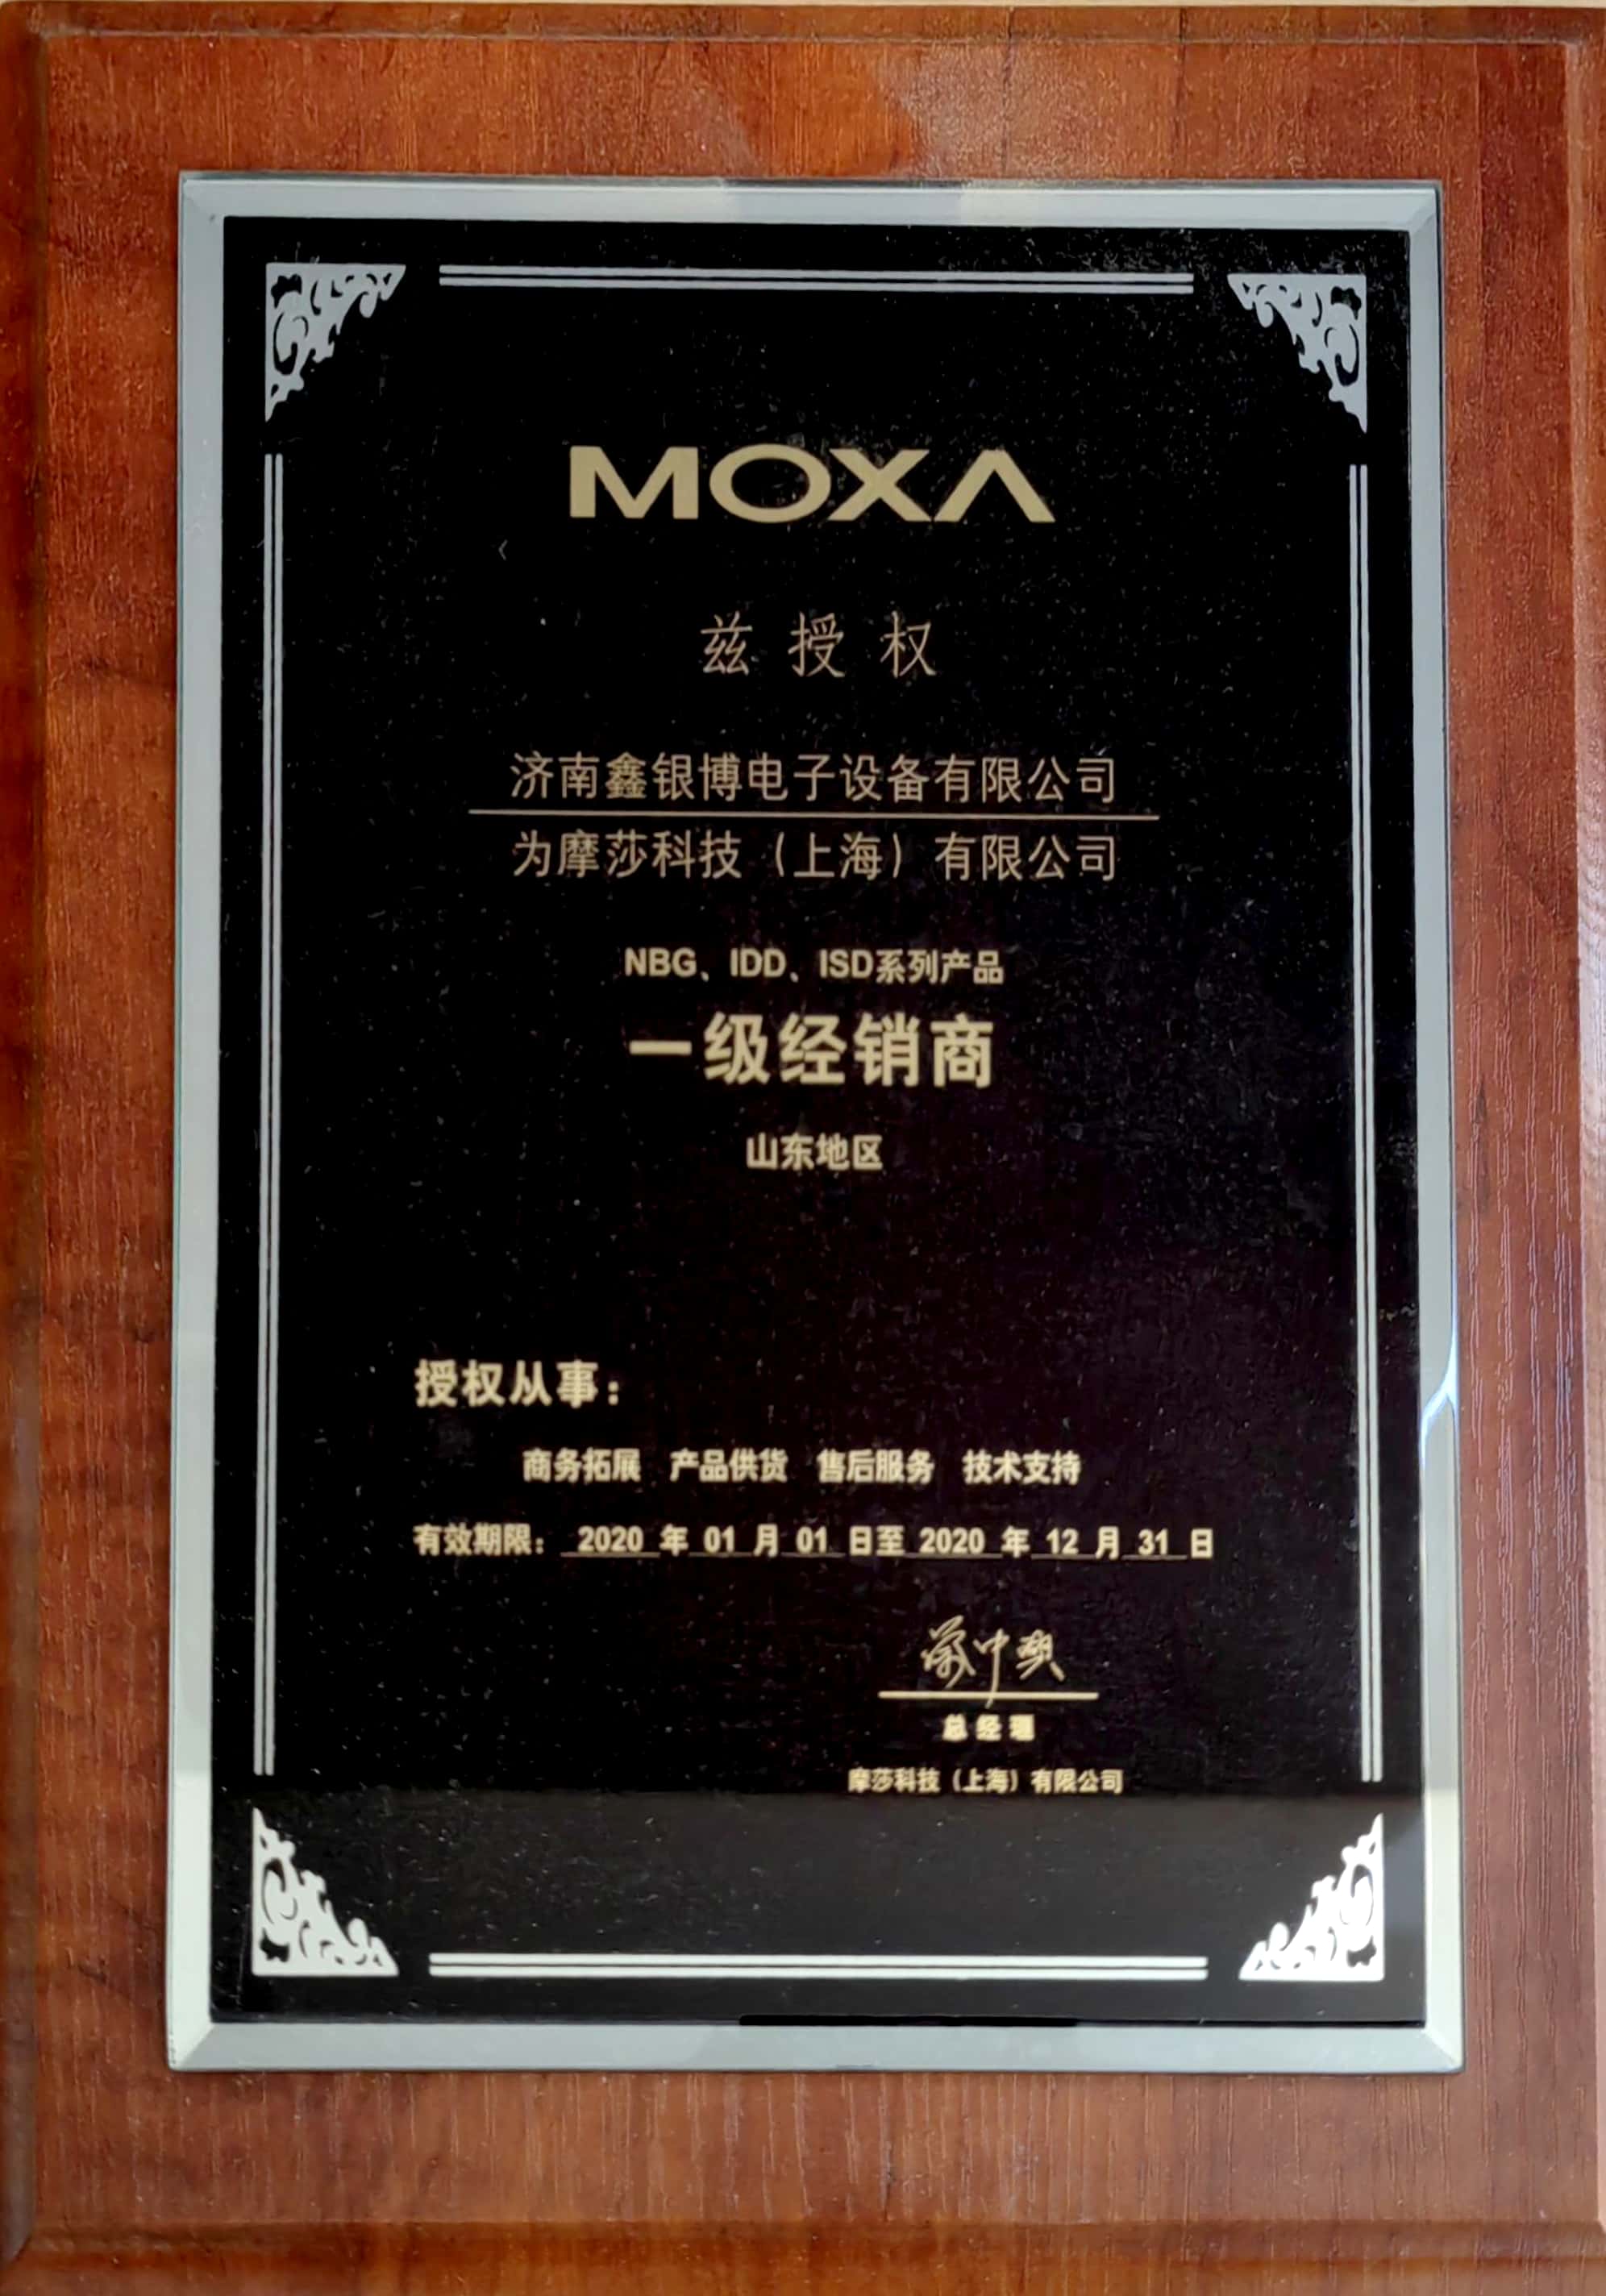 MOXA
兹授权
济南鑫银博电子设备有限公司
为摩莎科技（上海）有限公司
NBG、IDD、ISD系列产品
一级经销商
山东地区
授权从事：
商务拓展 产品供货 售后服务 技术支持
有效期限： 2020 年 01 月 01 日至 2020 年 12 月 31 日
总经理
摩莎科技（上海）有限公司